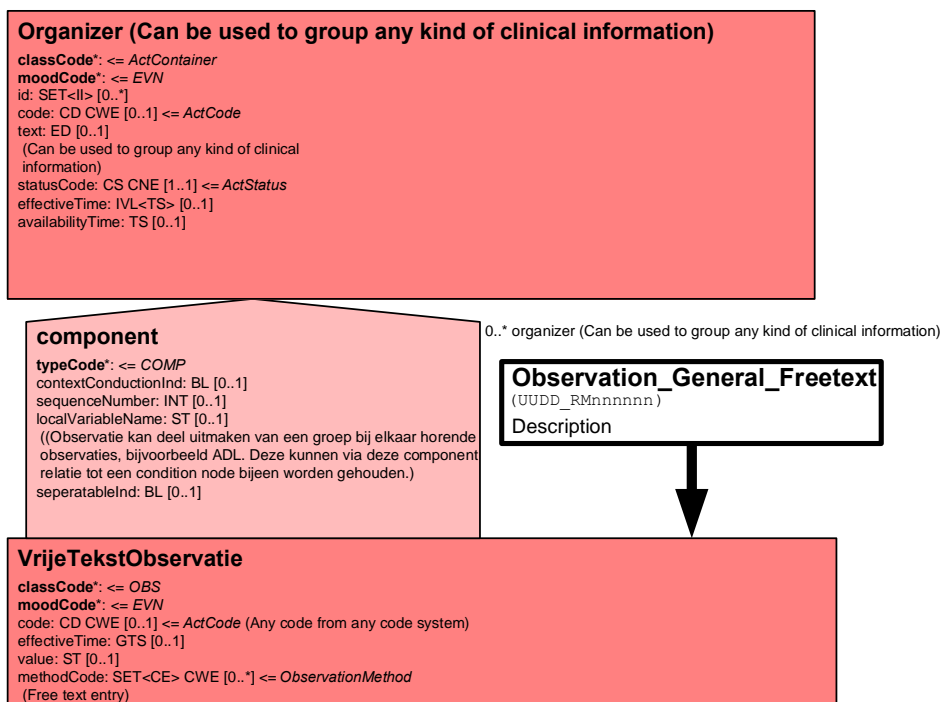 Organizer (Can be used to group any kind of clinical information)
classCode*: <= ActContainer
moodCode*: <= EVN
id: SET<II> [0..*]
code: CD CWE [0..1] <= ActCode
text: ED [0..1]
(Can be used to group any kind of clinical
information)
statusCode: CS CNE [1..1] <= ActStatus
effectiveTime: IVL<TS> [0..1]
availabilityTime: TS [0..1]
component
typeCode*: <= COMP
contextConductionInd: BL [0..1]
sequenceNumber: INT [0..1]
localVariableName: ST [0..1]
((Observatie kan deel uitmaken van een groep bij elkaar horende
observaties, bijvoorbeeld ADL. Deze kunnen via deze component
relatie tot een condition node bijeen worden gehouden.)
seperatableInd: BL [0..1]
0..* organizer (Can be used to group any kind of clinical information)
Observation_General_Freetext
(UUDD_RMnnnnnn)
Description
VrijeTekstObservatie
classCode*: <= OBS
moodCode*: <= EVN
code: CD CWE [0..1] <= ActCode (Any code from any code system)
effectiveTime: GTS [0..1]
value: ST [0..1]
methodCode: SET<CE> CWE [0..*] <= ObservationMethod
(Free text entry)